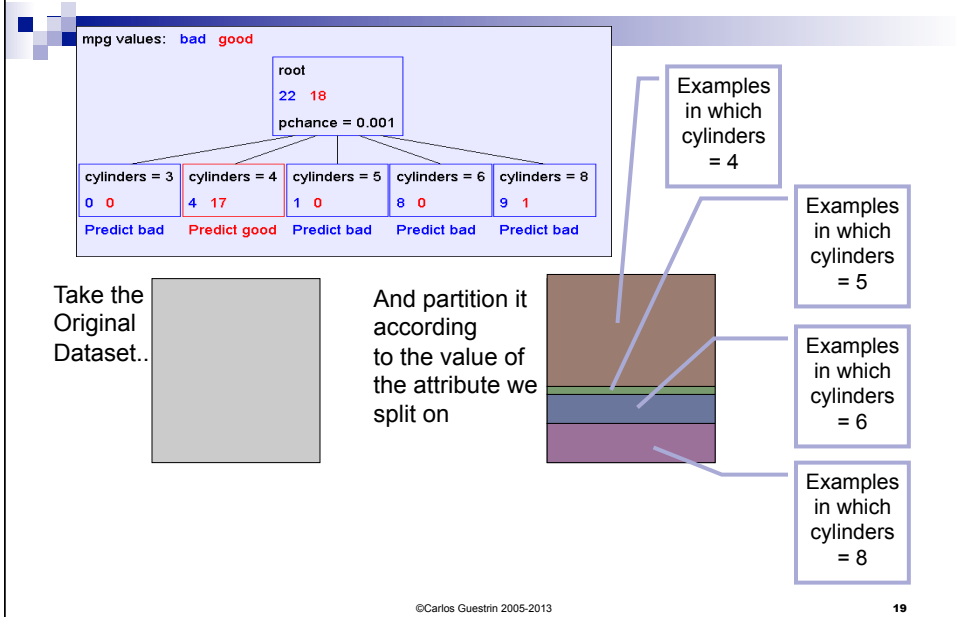 mpg values: bad good
root
22 18
pchance = 0.001
cylinders = 3
0 0
Predict bad
cylinders = 4
4 17
Predict good
cylinders = 5
1 0
Predict bad
cylinders = 6
8 0
Predict bad
cylinders = 8
9 1
Predict bad
Examples
in which
cylinders
= 4
Examples
in which
cylinders
= 5
Examples
in which
cylinders
= 6
Examples
in which
cylinders
= 8
Take the
Original
Dataset..
And partition it
according
to the value of
the attribute we
split on
©Carlos Guestrin 2005-2013
19